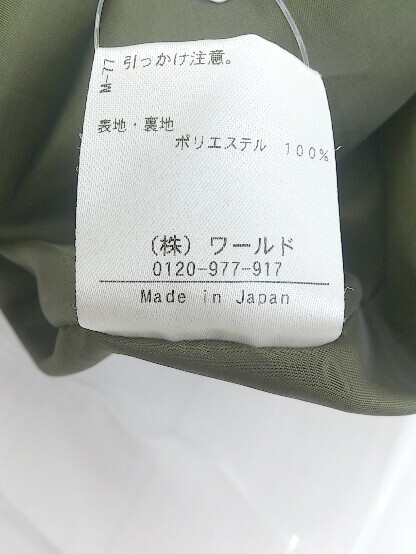 M-77
引っかけ注意。
表地・裏地
ポリエステル 100%
(株) ワールド
0120-977-917
Made in Japan